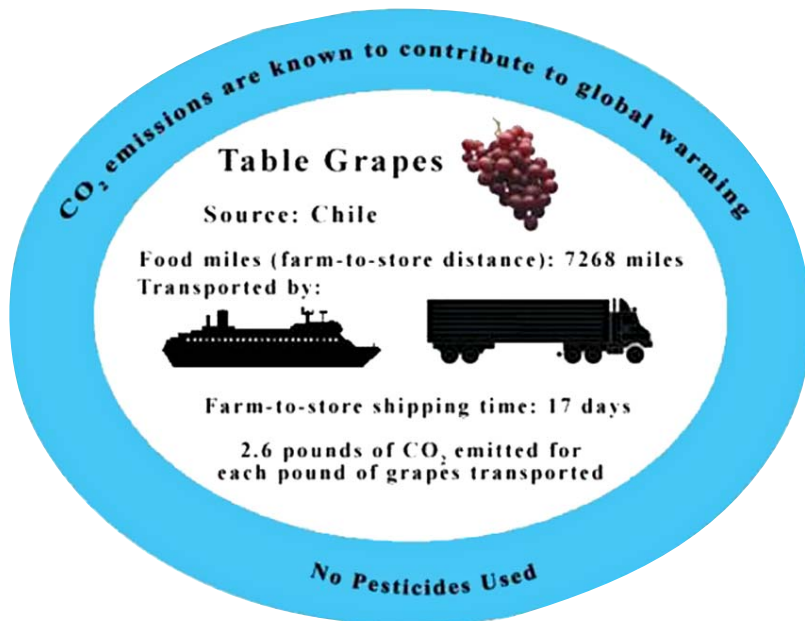 CO₂ emissions are known to contribute to global warming
Table Grapes
Source: Chile
Food miles (farm-to-store distance): 7268 miles
Transported by:
Farm-to-store shipping time: 17 days
2.6 pounds of CO₂ emitted for
each pound of grapes transported
No Pesticides Used